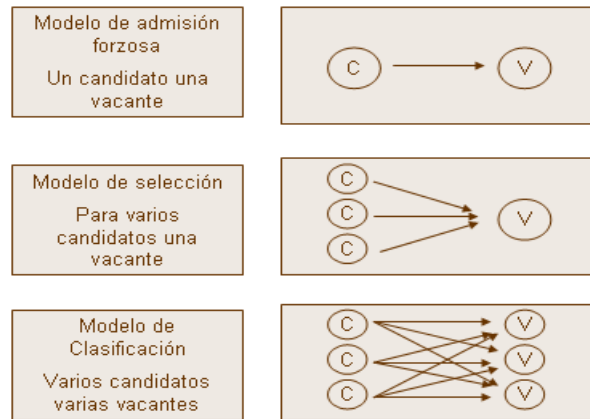 Modelo de admisión
forzosa
Un candidato una
vacante
C
V
Modelo de selección
Para varios
candidatos una
vacante
C
C
C
V
Modelo de
Clasificación
Varios candidatos
varias vacantes
C
V
C
V
C
V